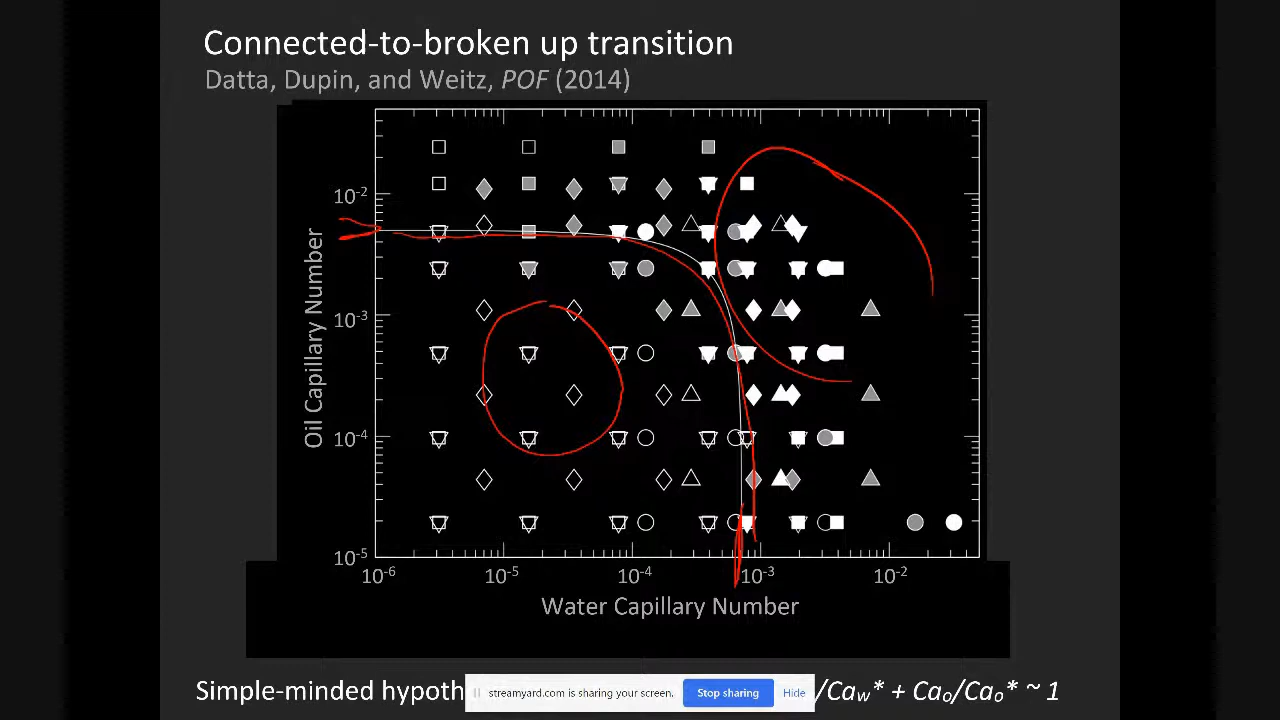 Connected-to-broken up transition
Datta, Dupin, and Weitz, POF (2014)
Oil Capillary Number
10⁻²
10⁻³
10⁻⁴
10⁻⁵
10⁻⁶ 10⁻⁵ 10⁻⁴ 10⁻³ 10⁻²
Water Capillary Number
Simple-minded /Caw* + Cao/Cao* ~ 1
streamyard.com is sharing your screen. Stop sharing Hide